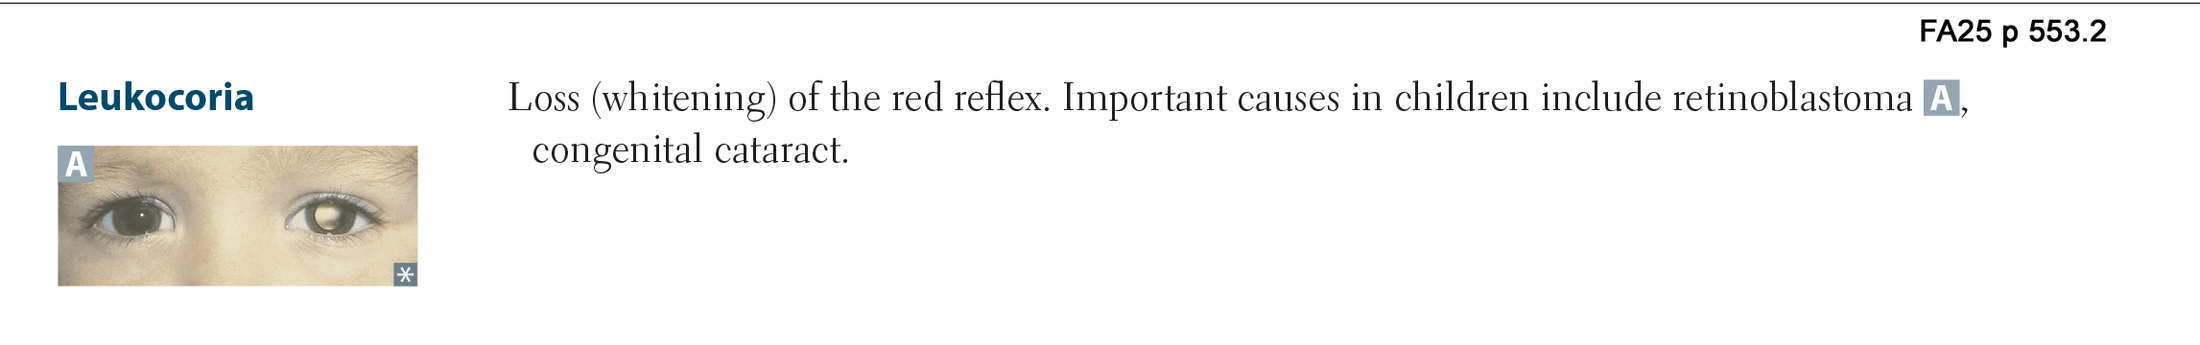 FA25 p 553.2
Leukocoria
Loss (whitening) of the red reflex. Important causes in children include retinoblastoma A,
congenital cataract.
A
*